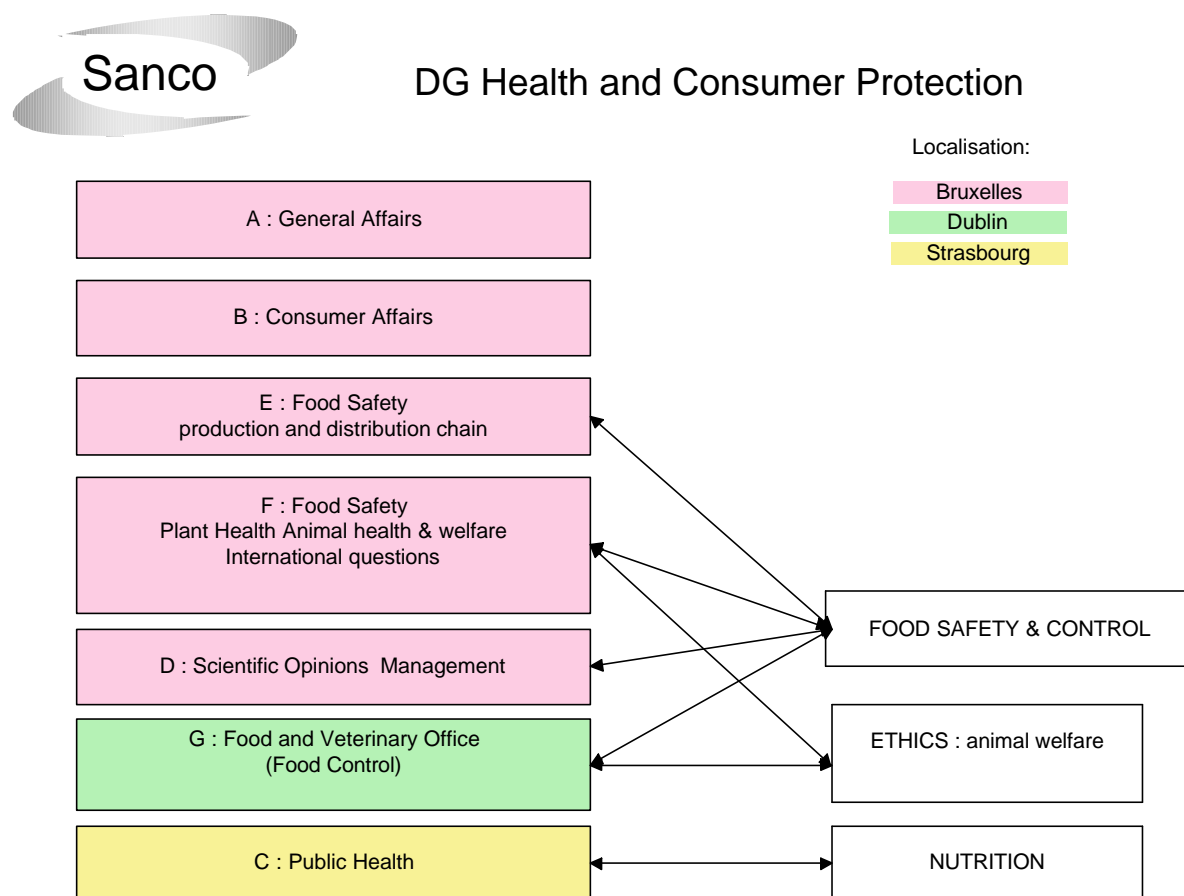 Sanco
DG Health and Consumer Protection
Localisation:
Bruxelles
Dublin
Strasbourg
A : General Affairs
B : Consumer Affairs
E : Food Safety
production and distribution chain
F : Food Safety
Plant Health Animal health & welfare
International questions
D : Scientific Opinions Management
G : Food and Veterinary Office
(Food Control)
C : Public Health
FOOD SAFETY & CONTROL
ETHICS : animal welfare
NUTRITION